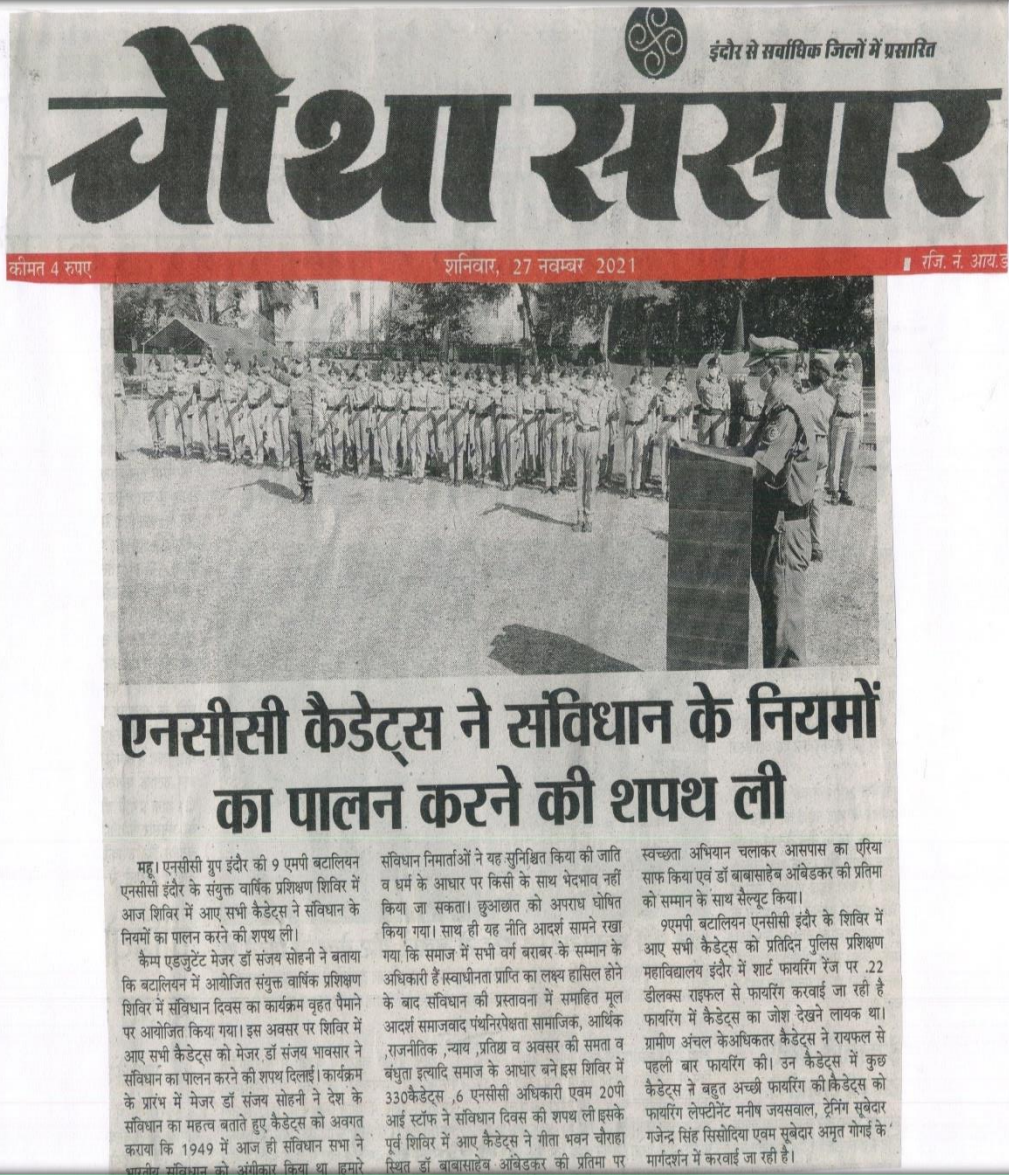 इंदौर से सर्वाधिक जिलों में प्रसारित
चौथा संसार
कीमत 4 रुपए
शनिवार, 27 नवम्बर 2021
रजि. नं. आय.ड
एनसीसी कैडेट्स ने संविधान के नियमों
का पालन करने की शपथ ली
महू। एनसीसी ग्रुप इंदौर की 9 एमपी बटालियन
एनसीसी इंदौर के संयुक्त वार्षिक प्रशिक्षण शिविर में
आज शिविर में आए सभी कैडेट्स ने संविधान के
नियमों का पालन करने की शपथ ली।
कैम्प एडजुटेंट मेजर डॉ संजय सोहनी ने बताया
कि बटालियन में आयोजित संयुक्त वार्षिक प्रशिक्षण
शिविर में संविधान दिवस का कार्यक्रम वृहत पैमाने
पर आयोजित किया गया। इस अवसर पर शिविर में
आए सभी कैडेट्स को मेजर डॉ संजय भावसार ने
संविधान का पालन करने की शपथ दिलाई। कार्यक्रम
के प्रारंभ में मेजर डॉ संजय सोहनी ने देश के
संविधान का महत्व बताते हुए कैडेट्स को अवगत
कराया कि 1949 में आज ही संविधान सभा ने
भारतीय संविधान को अंगीकार किया था हमारे
संविधान निमार्ताओं ने यह सुनिश्चित किया की जाति
व धर्म के आधार पर किसी के साथ भेदभाव नहीं
किया जा सकता। छुआछात को अपराध घोषित
किया गया। साथ ही यह नीति आदर्श सामने रखा
गया कि समाज में सभी वर्ग बराबर के सम्मान के
अधिकारी हैं।स्वाधीनता प्राप्ति का लक्ष्य हासिल होने
के बाद संविधान की प्रस्तावना में समाहित मूल
आदर्श समाजवाद पंथनिरपेक्षता सामाजिक, आर्थिक
,राजनीतिक ,न्याय ,प्रतिष्ठा व अवसर की समता व
बंधुता इत्यादि समाज के आधार बने।इस शिविर में
330कैडेट्स ,6 एनसीसी अधिकारी एवम 20पी
आई स्टॉफ ने संविधान दिवस की शपथ ली।इसके
पूर्व शिविर में आए कैडेट्स ने गीता भवन चौराहा
स्थित डॉ बाबासाहेब आंबेडकर की प्रतिमा पर
स्वच्छता अभियान चलाकर आसपास का एरिया
साफ किया एवं डॉ बाबासाहेब आंबेडकर की प्रतिमा
को सम्मान के साथ सैल्यूट किया।
9एमपी बटालियन एनसीसी इंदौर के शिविर में
आए सभी कैडेट्स को प्रतिदिन पुलिस प्रशिक्षण
महाविद्यालय इंदौर में शार्ट फायरिंग रेंज पर .22
डीलक्स राइफल से फायरिंग करवाई जा रही है
फायरिंग में कैडेट्स का जोश देखने लायक था।
ग्रामीण अंचल केअधिकतर कैडेट्स ने रायफल से
पहली बार फायरिंग की। उन कैडेट्स में कुछ
कैडेट्स ने बहुत अच्छी फायरिंग की।कैडेट्स को
फायरिंग लेफ्टीनेंट मनीष जयसवाल, ट्रेनिंग सूबेदार
गजेन्द्र सिंह सिसोदिया एवम सूबेदार अमृत गोगई के
मार्गदर्शन में करवाई जा रही है।